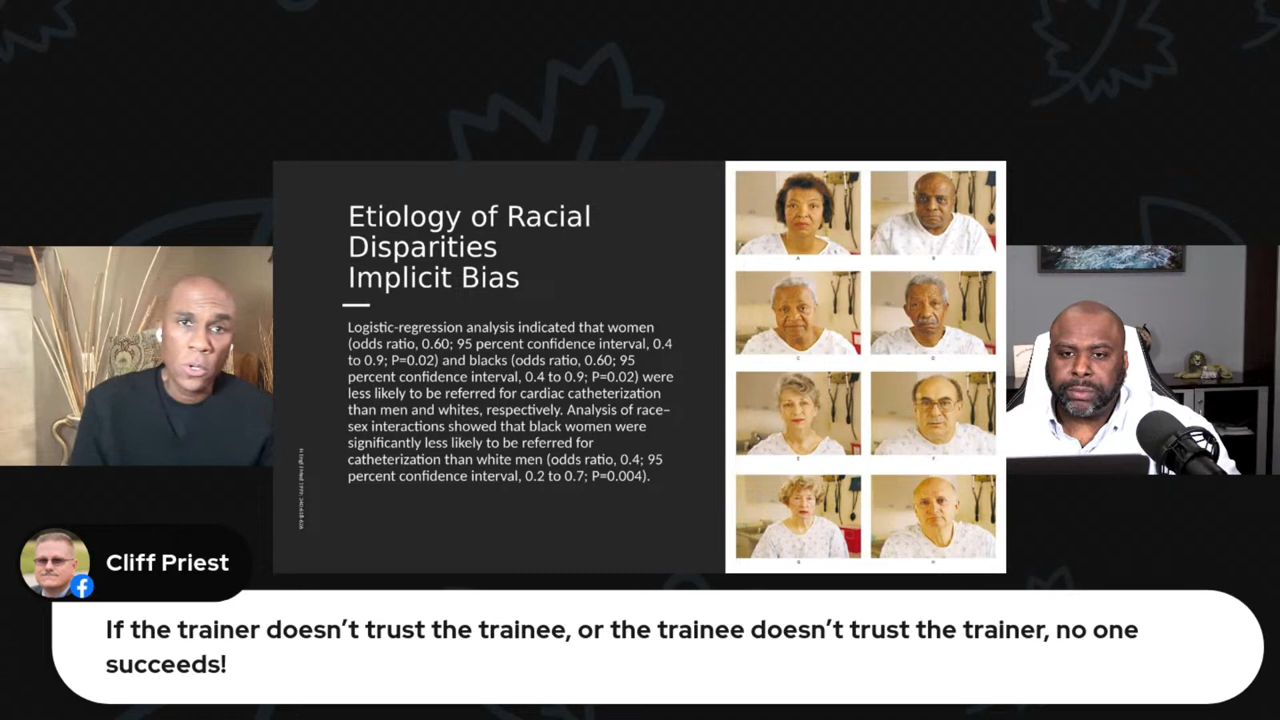 Etiology of Racial
Disparities
Implicit Bias
Logistic-regression analysis indicated that women
(odds ratio, 0.60; 95 percent confidence interval, 0.4
to 0.9; P=0.02) and blacks (odds ratio, 0.60; 95
percent confidence interval, 0.4 to 0.9; P=0.02) were
less likely to be referred for cardiac catheterization
than men and whites, respectively. Analysis of race–
sex interactions showed that black women were
significantly less likely to be referred for
catheterization than white men (odds ratio, 0.4; 95
percent confidence interval, 0.2 to 0.7; P=0.004).
A
B
C
D
E
F
G
H
Cliff Priest
If the trainer doesn’t trust the trainee, or the trainee doesn’t trust the trainer, no one
succeeds!